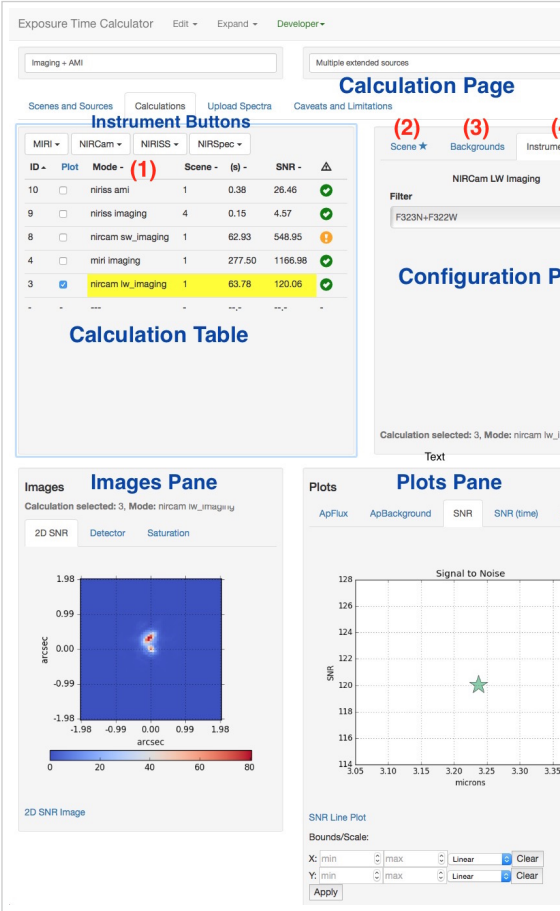 Exposure Time Calculator Edit Expand Developer
Imaging + AMI
Multiple extended sources
Calculation Page
Scenes and Sources Calculations Upload Spectra Caveats and Limitations
Instrument Buttons
MIRI NIRCam NIRISS NIRSpec
ID Plot Mode - (1) Scene - (s) - SNR -
10 niriss ami 1 0.38 26.46
9 niriss imaging 4 0.15 4.57
8 nircam sw_imaging 1 62.93 548.95
4 miri imaging 1 277.50 1166.98
3 nircam lw_imaging 1 63.78 120.06
- - --- - --.- --.- -
Calculation Table
(2) (3) (
Scene ★ Backgrounds Instrume
NIRCam LW Imaging
Filter
F323N+F322W
Configuration P
Calculation selected: 3, Mode: nircam lw_i
Text
Images
Images Pane
Calculation selected: 3, Mode: nircam lw_imaging
2D SNR Detector Saturation
1.98
0.99
0.00
-0.99
-1.98
arcsec
-1.98 -0.99 0.00 0.99 1.98
arcsec
0 20 40 60 80
2D SNR Image
Plots
Plots Pane
ApFlux ApBackground SNR SNR (time)
Signal to Noise
128
126
124
122
120
118
116
114
SNR
3.05 3.10 3.15 3.20 3.25 3.30 3.35
microns
SNR Line Plot
Bounds/Scale:
X: min max Linear Clear
Y: min max Linear Clear
Apply